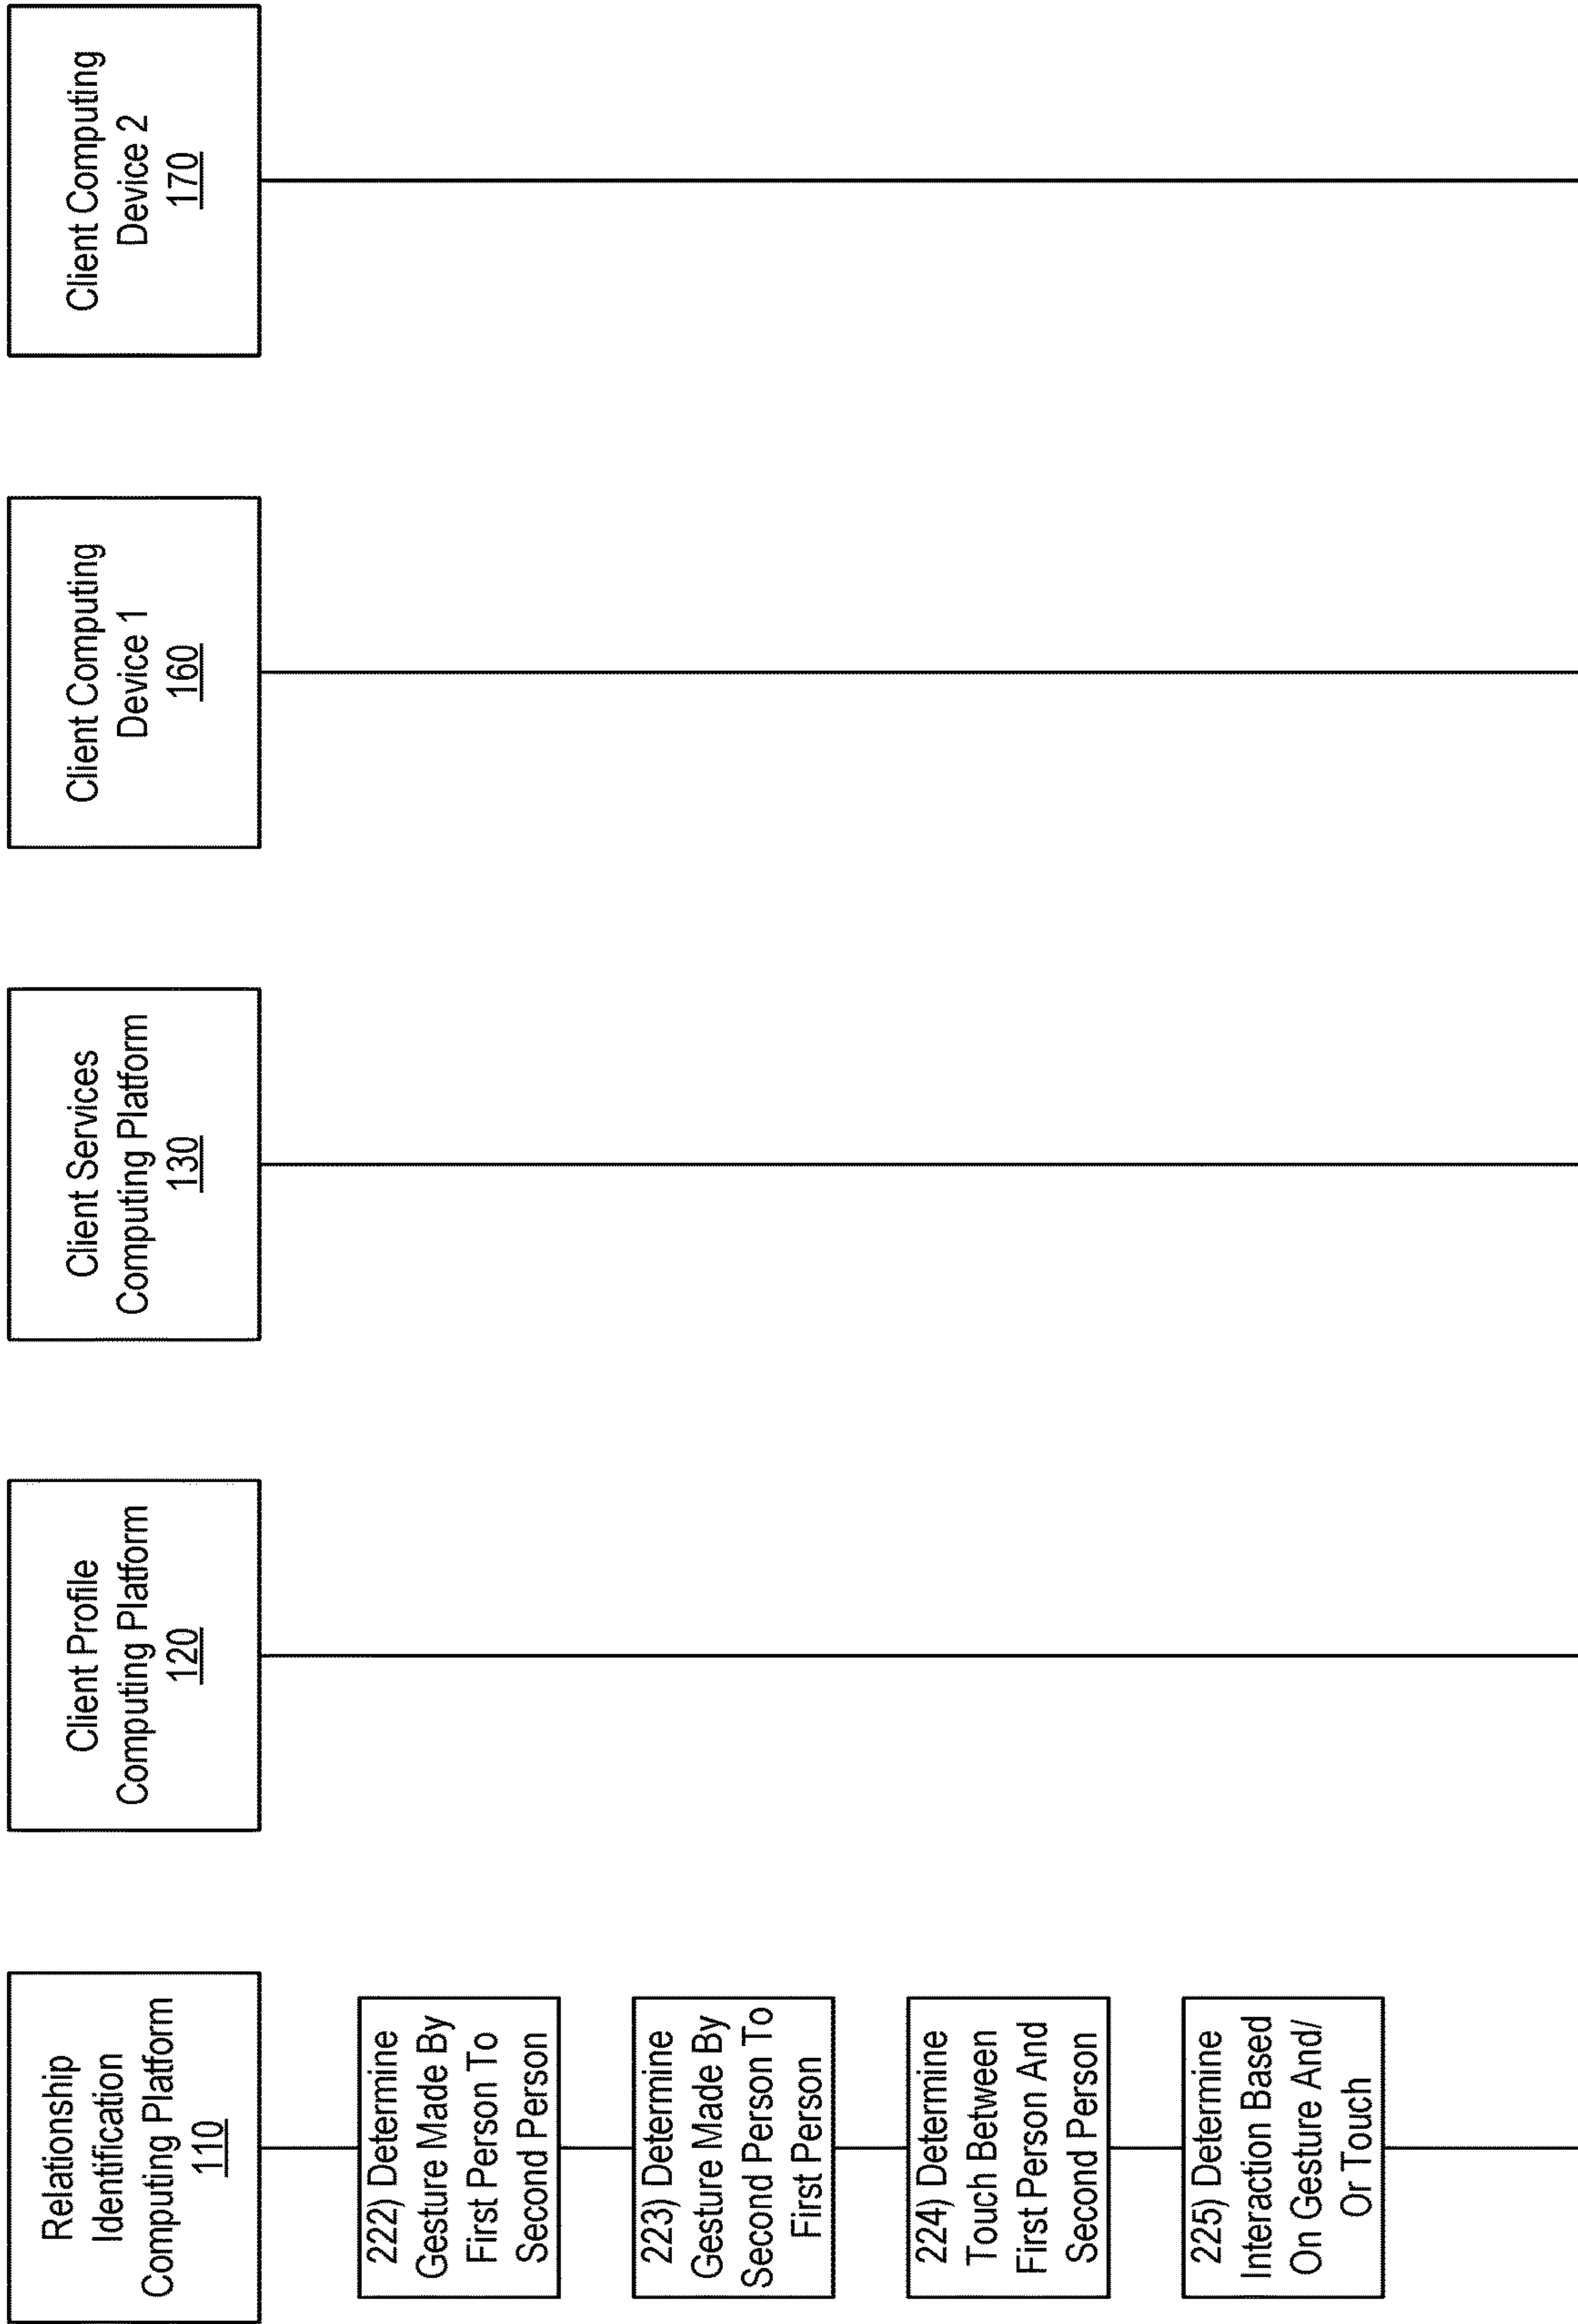 Relationship
Identification
Computing Platform
110
Client Profile
Computing Platform
120
Client Services
Computing Platform
130
Client Computing
Device 1
160
Client Computing
Device 2
170
222) Determine
Gesture Made By
First Person To
Second Person
223) Determine
Gesture Made By
Second Person To
First Person
224) Determine
Touch Between
First Person And
Second Person
225) Determine
Interaction Based
On Gesture And/
Or Touch